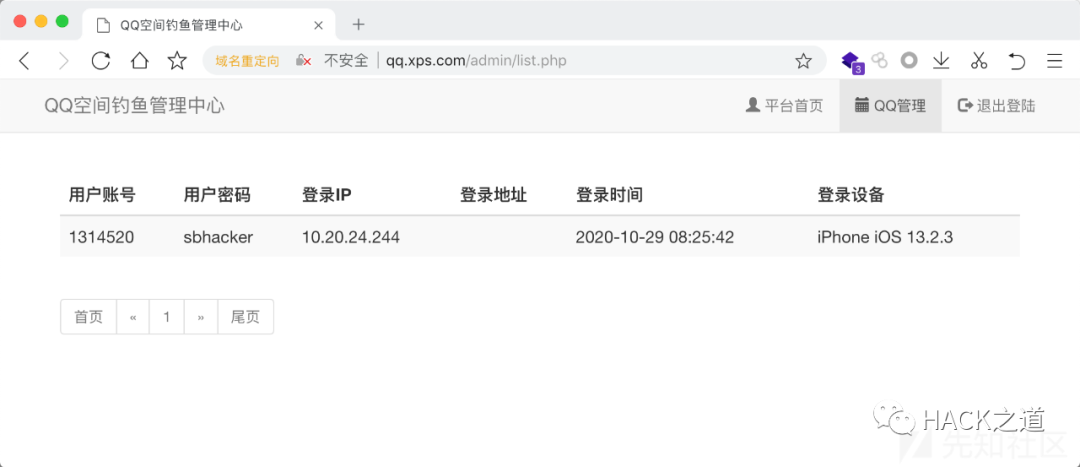 QQ空间钓鱼管理中心
域名重定向 不安全 qq.xps.com/admin/list.php
3
QQ空间钓鱼管理中心 平台首页 QQ管理 退出登陆
用户账号 用户密码 登录IP 登录地址 登录时间 登录设备
1314520 sbhacker 10.20.24.244 2020-10-29 08:25:42 iPhone iOS 13.2.3
首页 « 1 » 尾页
HACK之道
先知社区